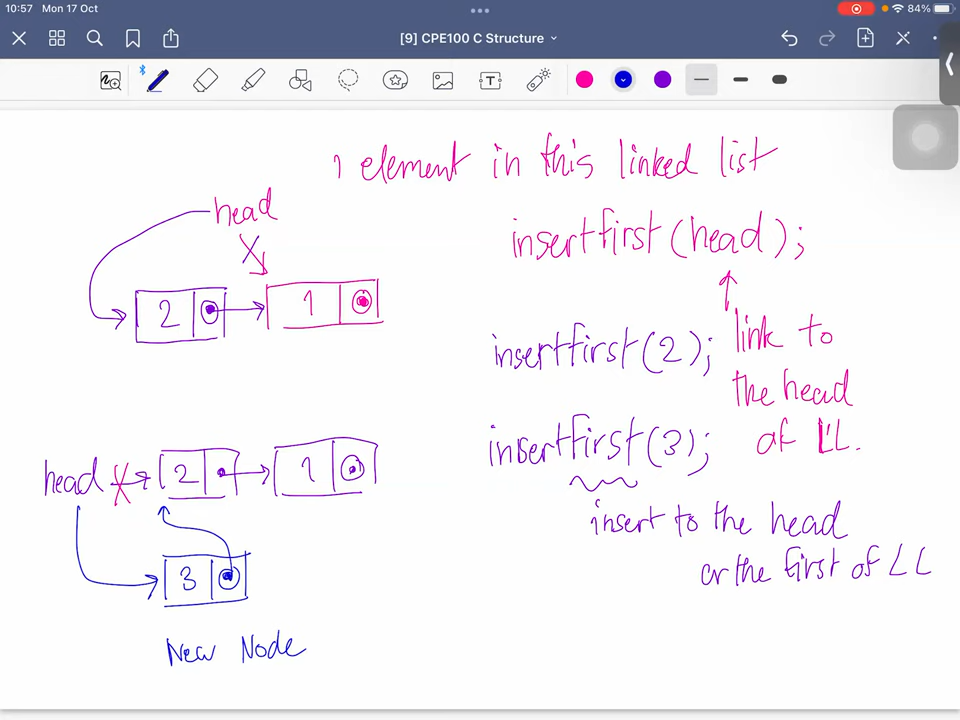 10:57 Mon 17 Oct
84%
[9] CPE100 C Structure
1 element in this linked list
head
insertfirst(head);
2
1
insertfirst(2);
link to
the head
of LL.
insertfirst(3);
head
2
1
insert to the head
or the first of LL
3
New Node